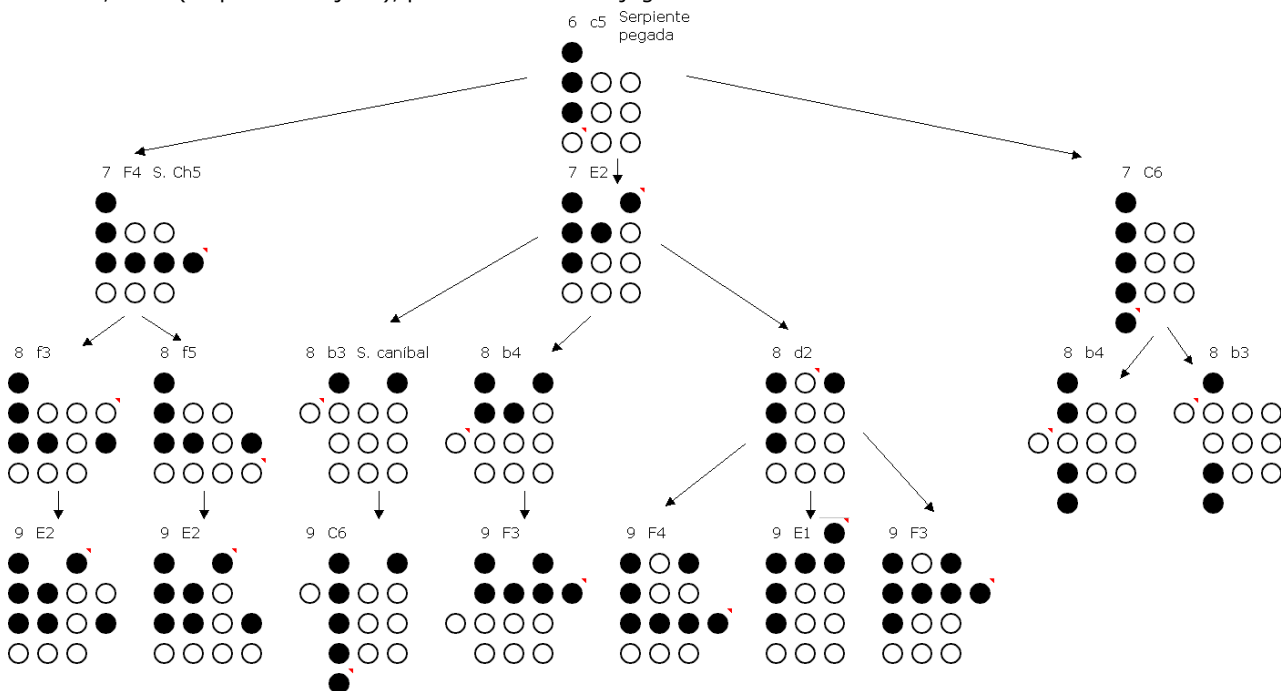 6 c5 Serpiente
pegada
7 F4 S. Ch5
7 E2
7 C6
8 f3
8 f5
8 b3 S. caníbal
8 b4
8 d2
8 b4
8 b3
9 E2
9 E2
9 C6
9 F3
9 F4
9 E1
9 F3